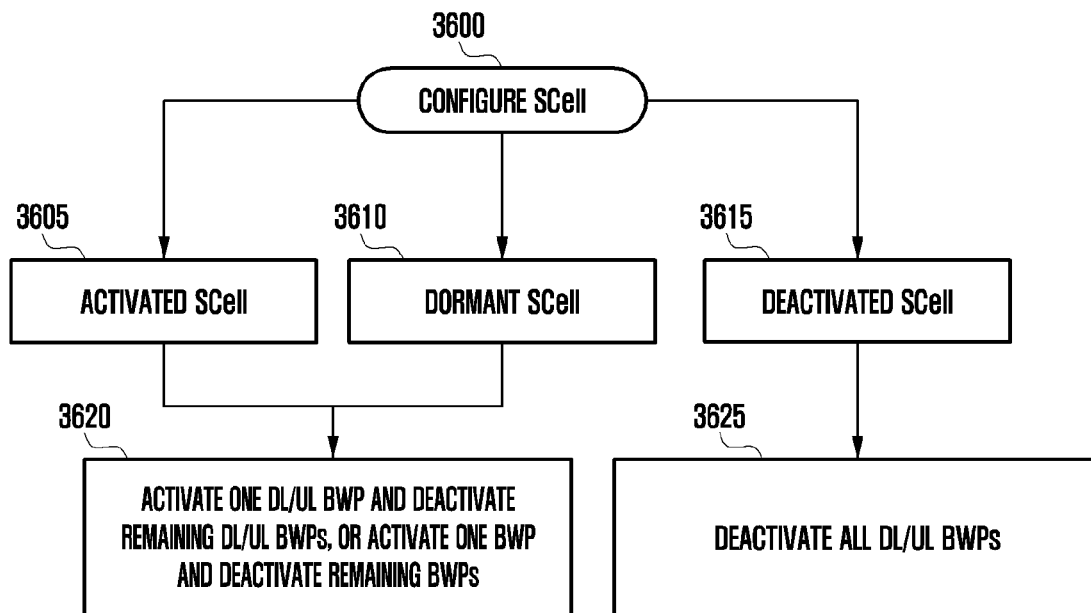 3600
CONFIGURE SCell
3605
3610
3615
ACTIVATED SCell
DORMANT SCell
DEACTIVATED SCell
3620
3625
ACTIVATE ONE DL/UL BWP AND DEACTIVATE
REMAINING DL/UL BWPs, OR ACTIVATE ONE BWP
AND DEACTIVATE REMAINING BWPs
DEACTIVATE ALL DL/UL BWPs